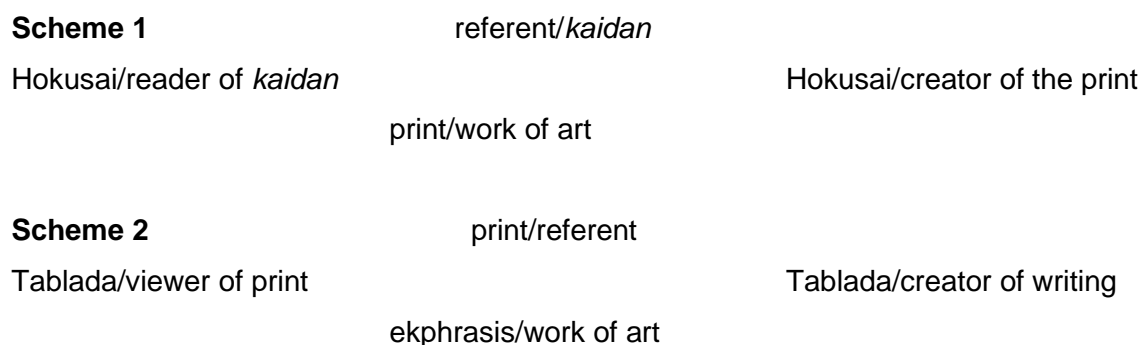 Scheme 1 referent/kaidan
Hokusai/reader of kaidan Hokusai/creator of the print
print/work of art
Scheme 2 print/referent
Tablada/viewer of print Tablada/creator of writing
ekphrasis/work of art